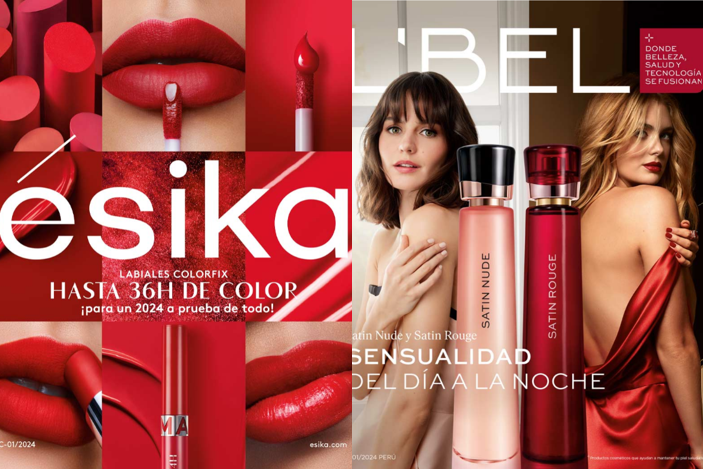 ésika
LABIALES COLORFIX
HASTA 36H DE COLOR
¡para un 2024 a prueba de todo!
C-01/2024
esika.com
L'BEL
DONDE
BELLEZA,
SALUD Y
TECNOLOGÍA
SE FUSIONAN
SATIN NUDE
SATIN ROUGE
atin Nude y Satin Rouge
SENSUALIDAD
DEL DÍA A LA NOCHE
01/2024 PERÚ